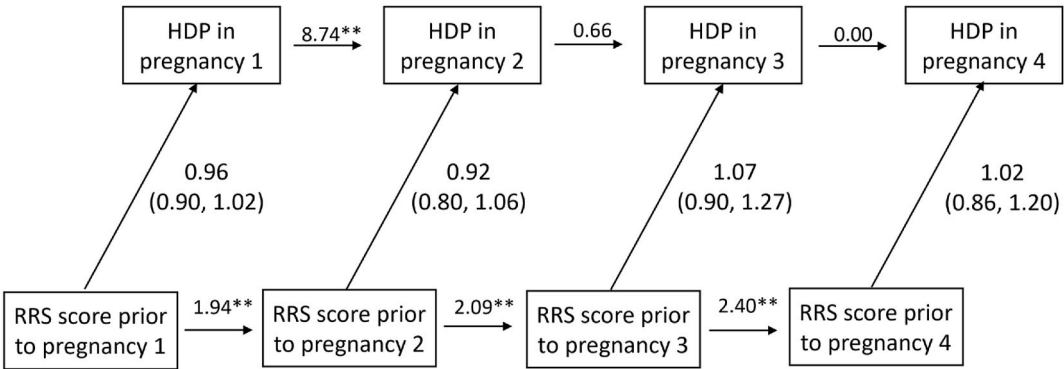 HDP in
pregnancy 1
8.74**
HDP in
pregnancy 2
0.66
HDP in
pregnancy 3
0.00
HDP in
pregnancy 4
0.96
(0.90, 1.02)
0.92
(0.80, 1.06)
1.07
(0.90, 1.27)
1.02
(0.86, 1.20)
RRS score prior
to pregnancy 1
1.94**
RRS score prior
to pregnancy 2
2.09**
RRS score prior
to pregnancy 3
2.40**
RRS score prior
to pregnancy 4